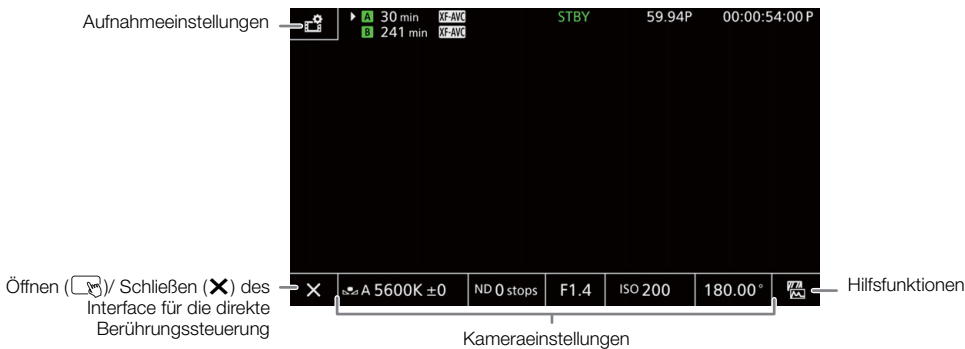 Aufnahmeeinstellungen
A 30 min XF-AVC STBY 59.94P 00:00:54:00 P
B 241 min XF-AVC
Öffnen ( )/ Schließen (✕) des
Interface für die direkte
Berührungssteuerung
✕ A 5600K ±0 ND 0 stops F1.4 ISO 200 180.00°
Hilfsfunktionen
Kameraeinstellungen